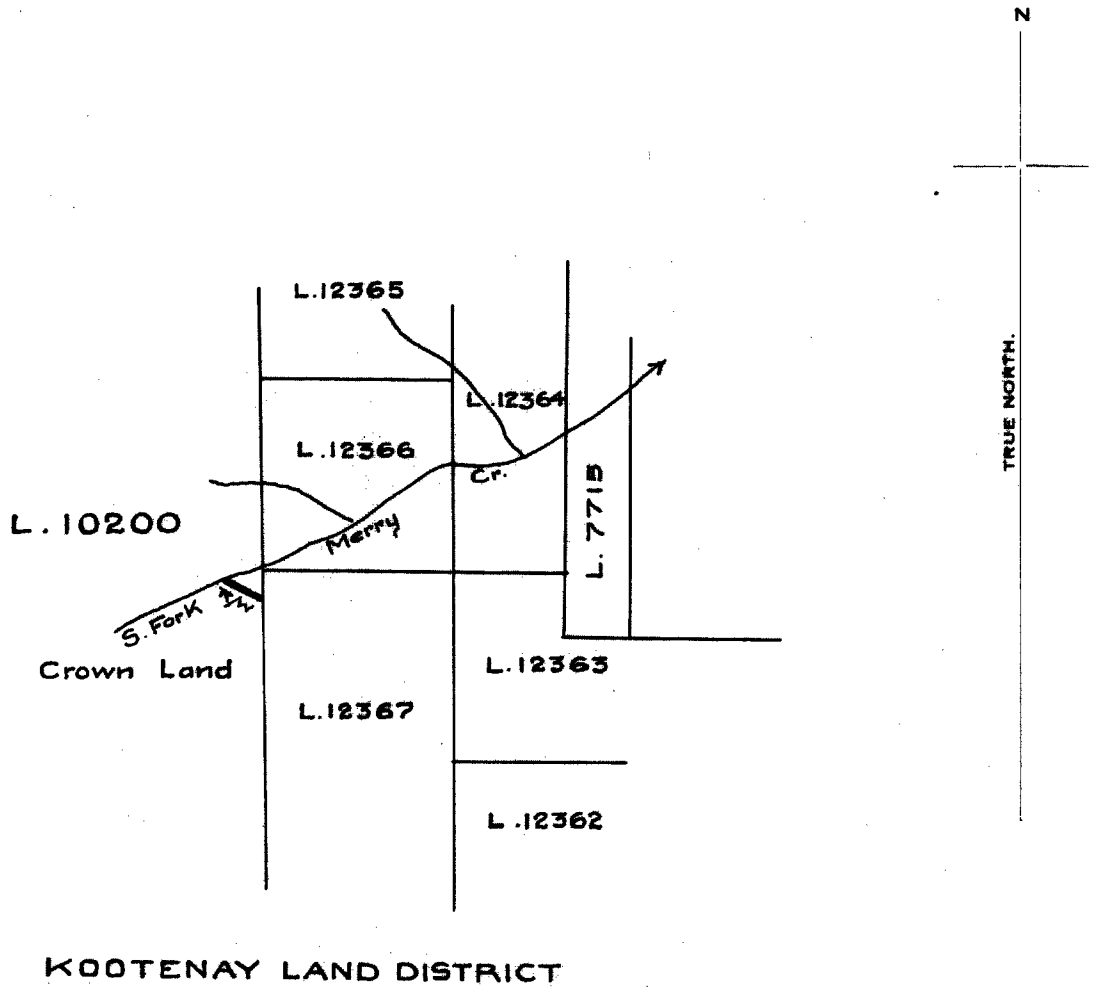 N
TRUE NORTH.
L.12365
L.12364
L.12366
Cr.
L. 7715
L. 10200
Merry
S. Fork
Crown Land
L.12363
L.12367
L.12362
KOOTENAY LAND DISTRICT